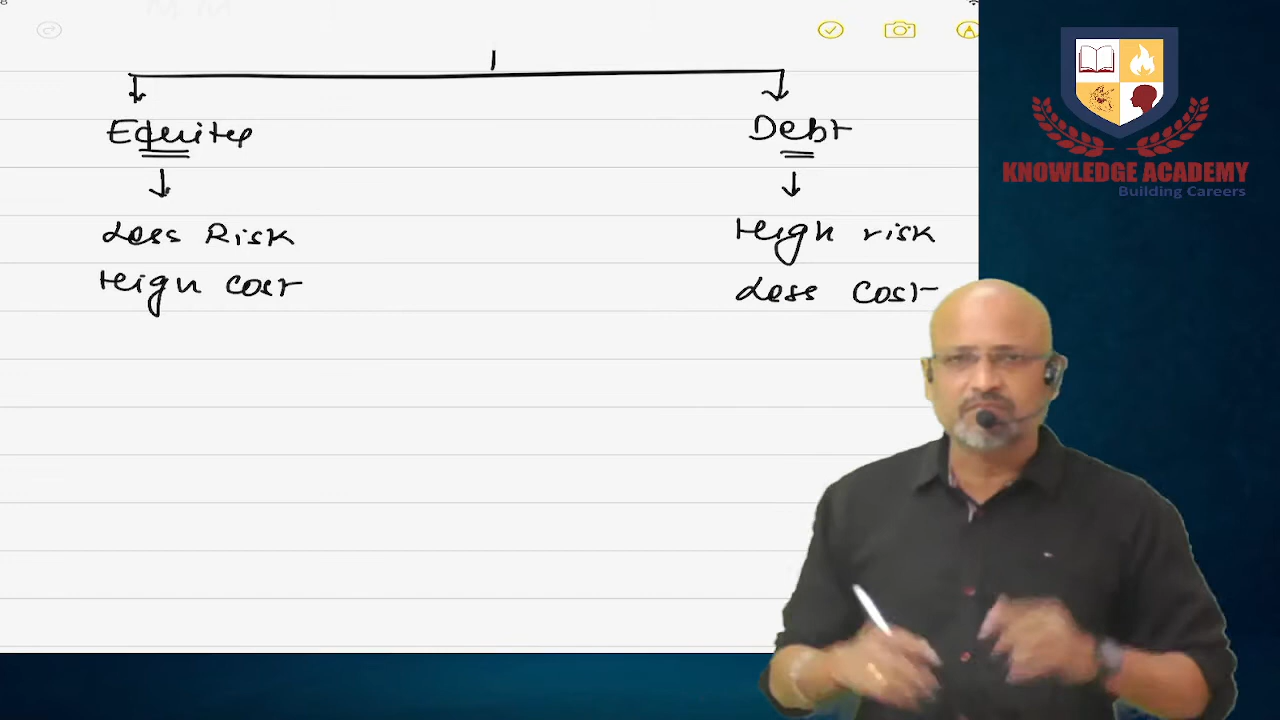 Equity
Debt
Less Risk
High risk
High Cost
Less Cost
KNOWLEDGE ACADEMY
Building Careers